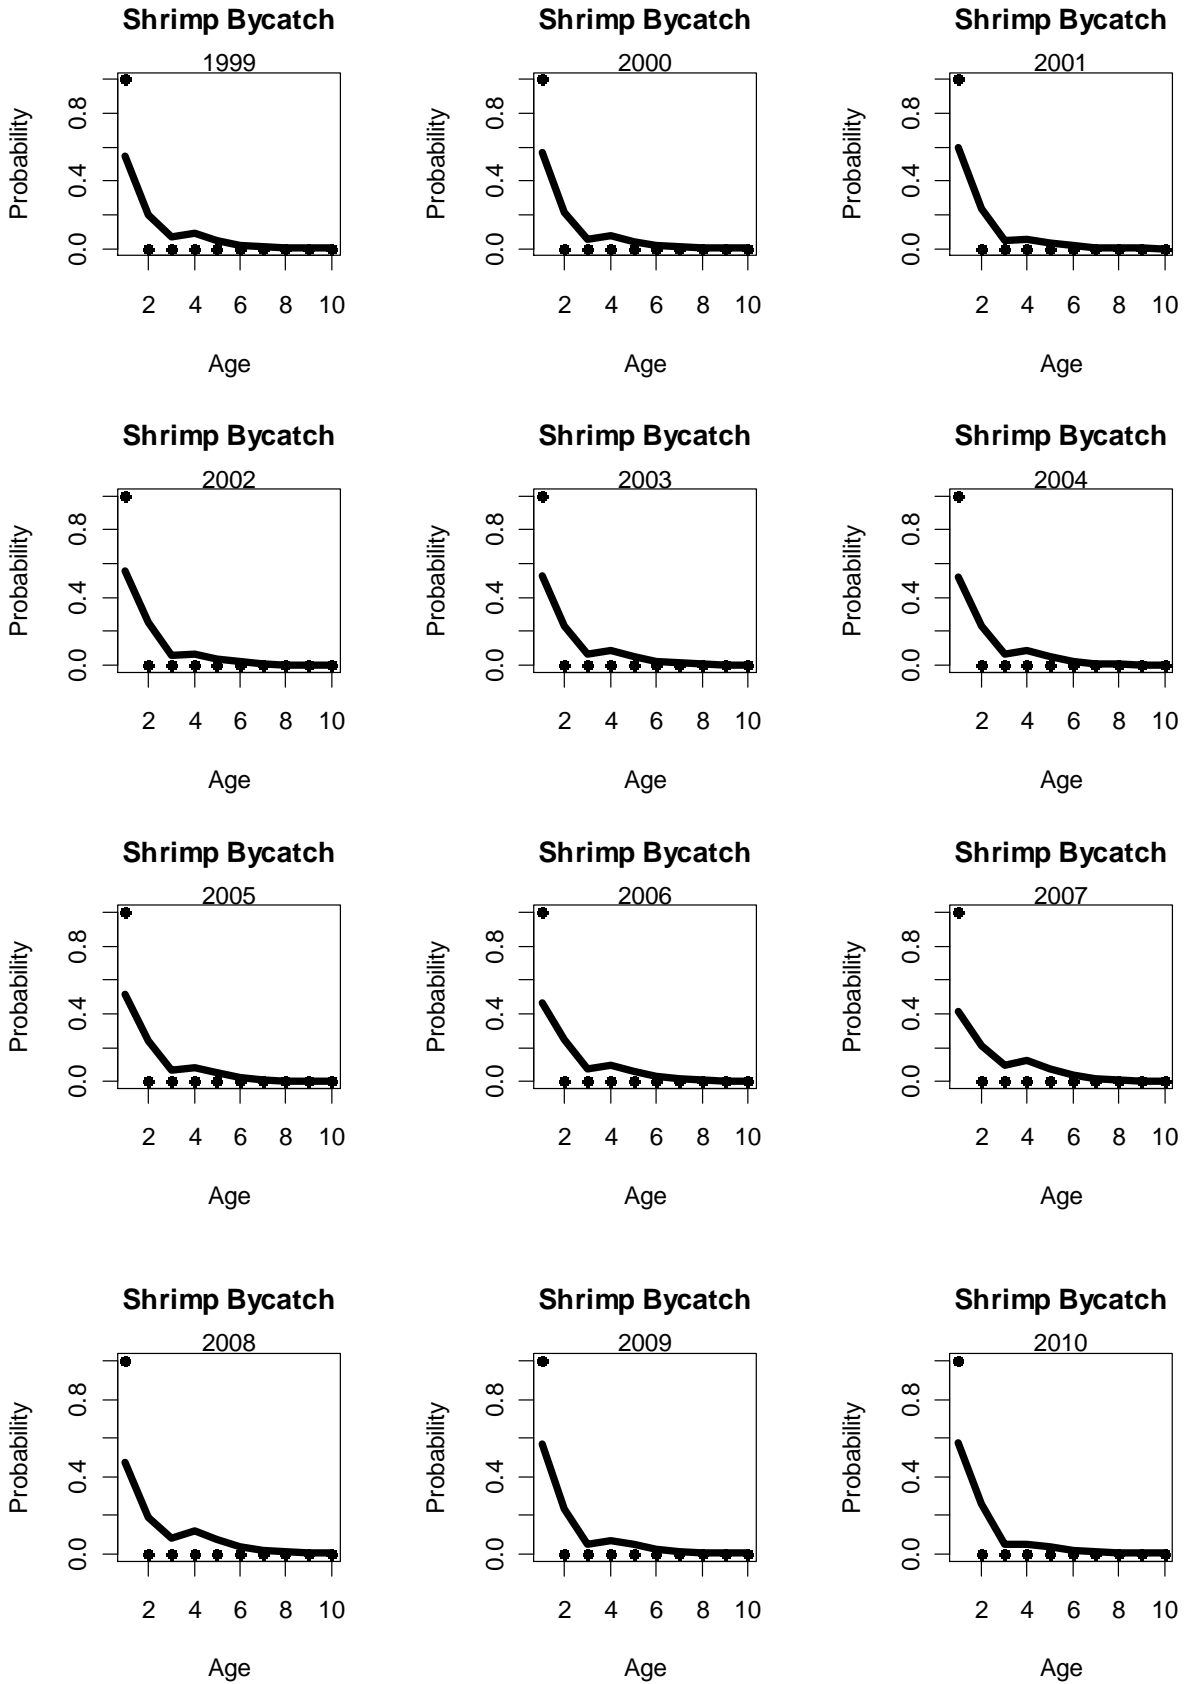 Shrimp Bycatch Shrimp Bycatch Shrimp Bycatch
1999 2000 2001
Probability Probability Probability
0.8 0.8 0.8
0.4 0.4 0.4
0.0 0.0 0.0
2 4 6 8 10 2 4 6 8 10 2 4 6 8 10
Age Age Age
Shrimp Bycatch Shrimp Bycatch Shrimp Bycatch
2002 2003 2004
Probability Probability Probability
0.8 0.8 0.8
0.4 0.4 0.4
0.0 0.0 0.0
2 4 6 8 10 2 4 6 8 10 2 4 6 8 10
Age Age Age
Shrimp Bycatch Shrimp Bycatch Shrimp Bycatch
2005 2006 2007
Probability Probability Probability
0.8 0.8 0.8
0.4 0.4 0.4
0.0 0.0 0.0
2 4 6 8 10 2 4 6 8 10 2 4 6 8 10
Age Age Age
Shrimp Bycatch Shrimp Bycatch Shrimp Bycatch
2008 2009 2010
Probability Probability Probability
0.8 0.8 0.8
0.4 0.4 0.4
0.0 0.0 0.0
2 4 6 8 10 2 4 6 8 10 2 4 6 8 10
Age Age Age